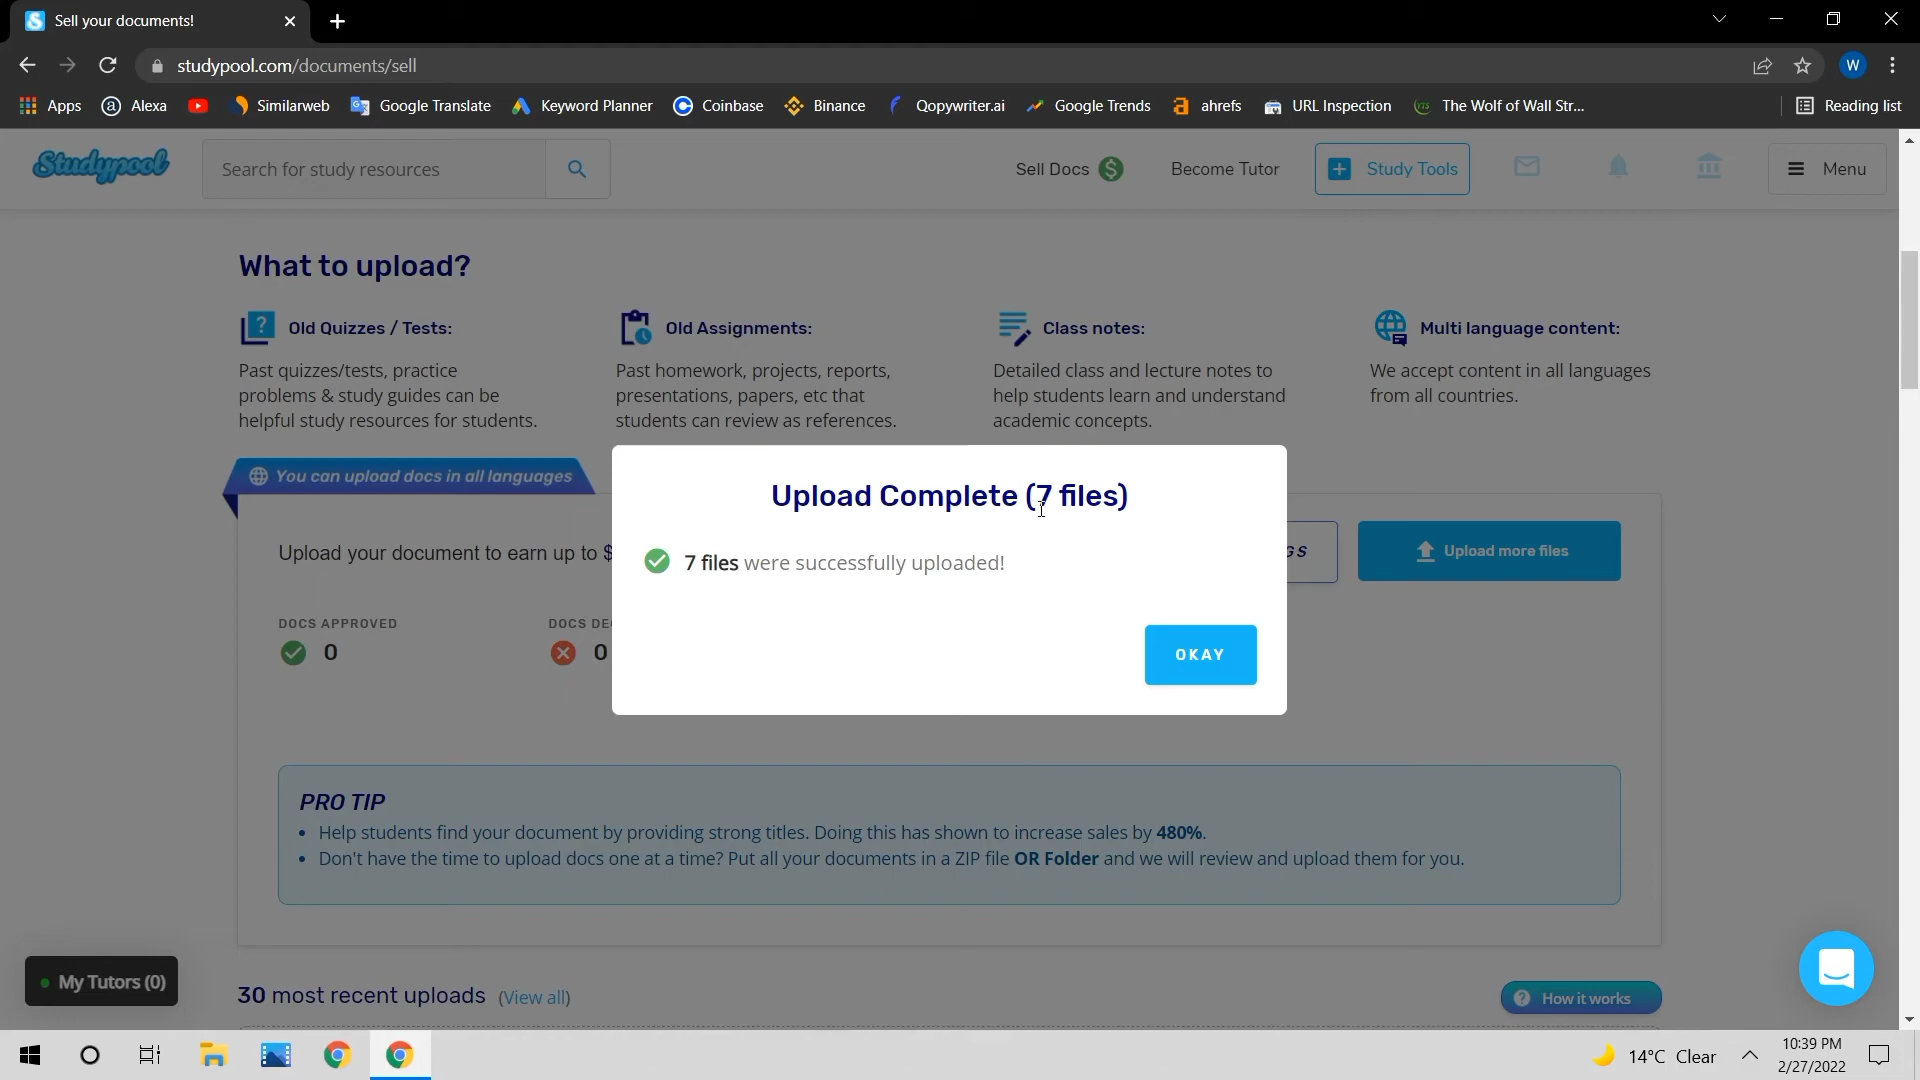 Sell your documents!
studypool.com/documents/sell
W
Apps
Alexa
Similarweb
Google Translate
Keyword Planner
Coinbase
Binance
Qopywriter.ai
Google Trends
ahrefs
URL Inspection
The Wolf of Wall Str...
Reading list
Studypool
Search for study resources
Sell Docs $
Become Tutor
Study Tools
Menu
What to upload?
Old Quizzes / Tests:
Past quizzes/tests, practice
problems & study guides can be
helpful study resources for students.
Old Assignments:
Past homework, projects, reports,
presentations, papers, etc that
students can review as references.
Class notes:
Detailed class and lecture notes to
help students learn and understand
academic concepts.
Multi language content:
We accept content in all languages
from all countries.
You can upload docs in all languages
Upload Complete (7 files)
7 files were successfully uploaded!
OKAY
Upload your document to earn up to $
GS
Upload more files
DOCS APPROVED
0
DOCS DE
0
PRO TIP
• Help students find your document by providing strong titles. Doing this has shown to increase sales by 480%.
• Don't have the time to upload docs one at a time? Put all your documents in a ZIP file OR Folder and we will review and upload them for you.
My Tutors (0)
30 most recent uploads (View all)
? How it works
14°C Clear
10:39 PM
2/27/2022